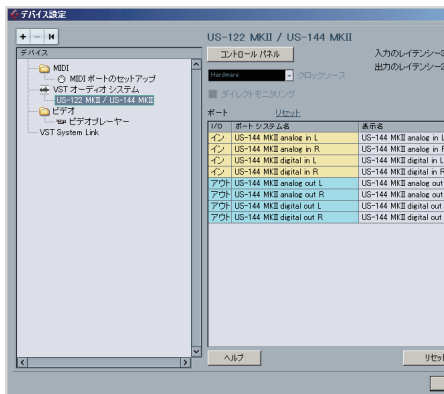 デバイス設定
+ - |◀
デバイス
MIDI
MIDI ポートのセットアップ
VST オーディオ システム
US-122 MKII / US-144 MKII
ビデオ
ビデオプレーヤー
VST System Link
US-122 MKII / US-144 MKII
コントロール パネル
入力のレイテンシー3
出力のレイテンシー2
Hardware クロックソース
ダイレクトモニタリング
ポート リセット
I/O ポートシステム名 表示名
イン US-144 MKII analog in L US-144 MKII analog in L
イン US-144 MKII analog in R US-144 MKII analog in R
イン US-144 MKII digital in L US-144 MKII digital in L
イン US-144 MKII digital in R US-144 MKII digital in R
アウト US-144 MKII analog out L US-144 MKII analog out
アウト US-144 MKII analog out R US-144 MKII analog out
アウト US-144 MKII digital out L US-144 MKII digital out
アウト US-144 MKII digital out R US-144 MKII digital out
ヘルプ リセット